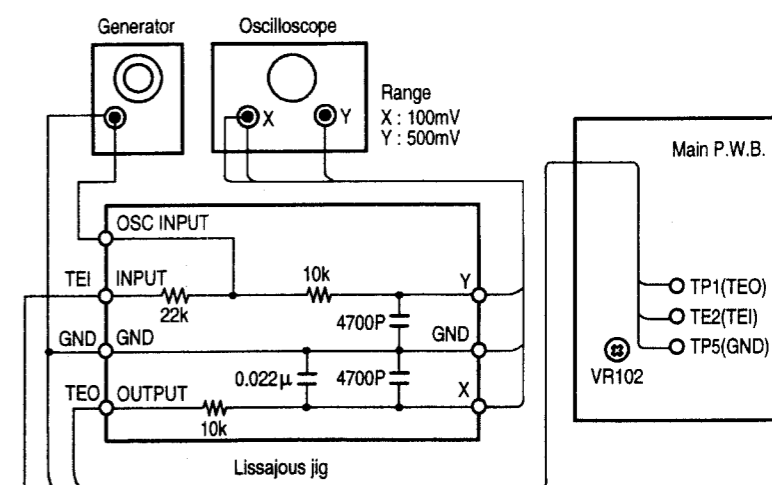 Generator
Oscilloscope
X
Y
Range
X : 100mV
Y : 500mV
Main P.W.B.
OSC INPUT
TEI
INPUT
22k
10k
Y
4700P
GND
GND
GND
0.022μ
4700P
TEO
OUTPUT
10k
X
TP1(TEO)
TE2(TEI)
TP5(GND)
VR102
Lissajous jig